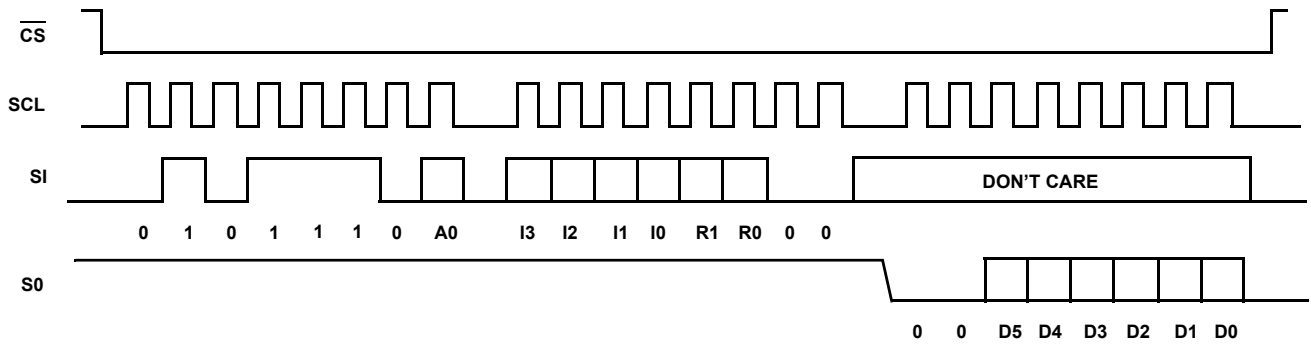 CS
SCL
SI
DON'T CARE
0 1 0 1 1 1 0 A0 I3 I2 I1 I0 R1 R0 0 0
S0
0 0 D5 D4 D3 D2 D1 D0